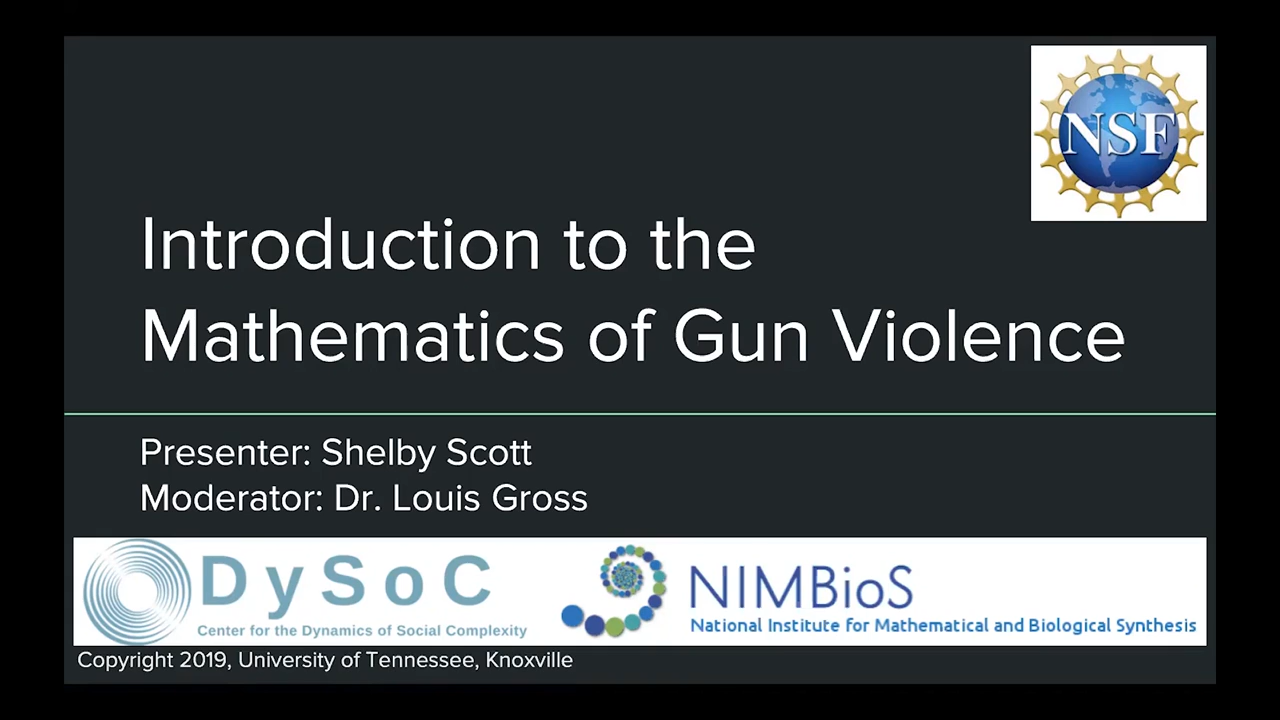 NSF
Introduction to the
Mathematics of Gun Violence
Presenter: Shelby Scott
Moderator: Dr. Louis Gross
DySoC
Center for the Dynamics of Social Complexity
NIMBioS
National Institute for Mathematical and Biological Synthesis
Copyright 2019, University of Tennessee, Knoxville